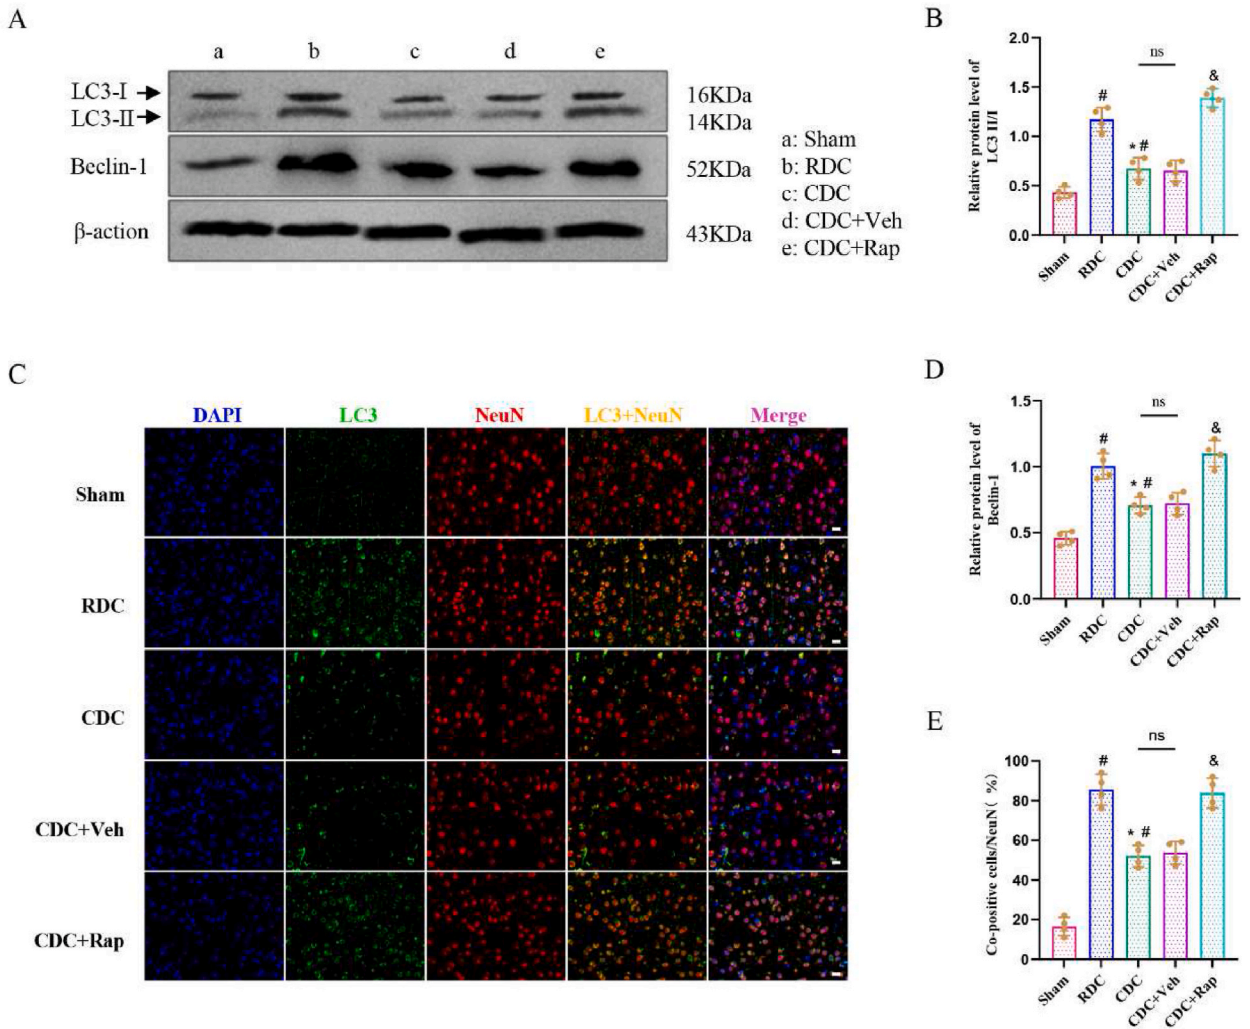 A
a b c d e
LC3-I
LC3-II
Beclin-1
β-action
16KDa
14KDa
52KDa
43KDa
a: Sham
b: RDC
c: CDC
d: CDC+Veh
e: CDC+Rap
B
Relative protein level of
LC3 II/I
2.0
1.5
1.0
0.5
0.0
ns
#
* #
&
Sham
RDC
CDC
CDC+Veh
CDC+Rap
C
DAPI LC3 NeuN LC3+NeuN Merge
Sham
RDC
CDC
CDC+Veh
CDC+Rap
D
Relative protein level of
Beclin-1
1.5
1.0
0.5
0.0
ns
#
* #
&
Sham
RDC
CDC
CDC+Veh
CDC+Rap
E
Co-positive cells/NeuN( %)
100
80
60
40
20
0
ns
#
* #
&
Sham
RDC
CDC
CDC+Veh
CDC+Rap